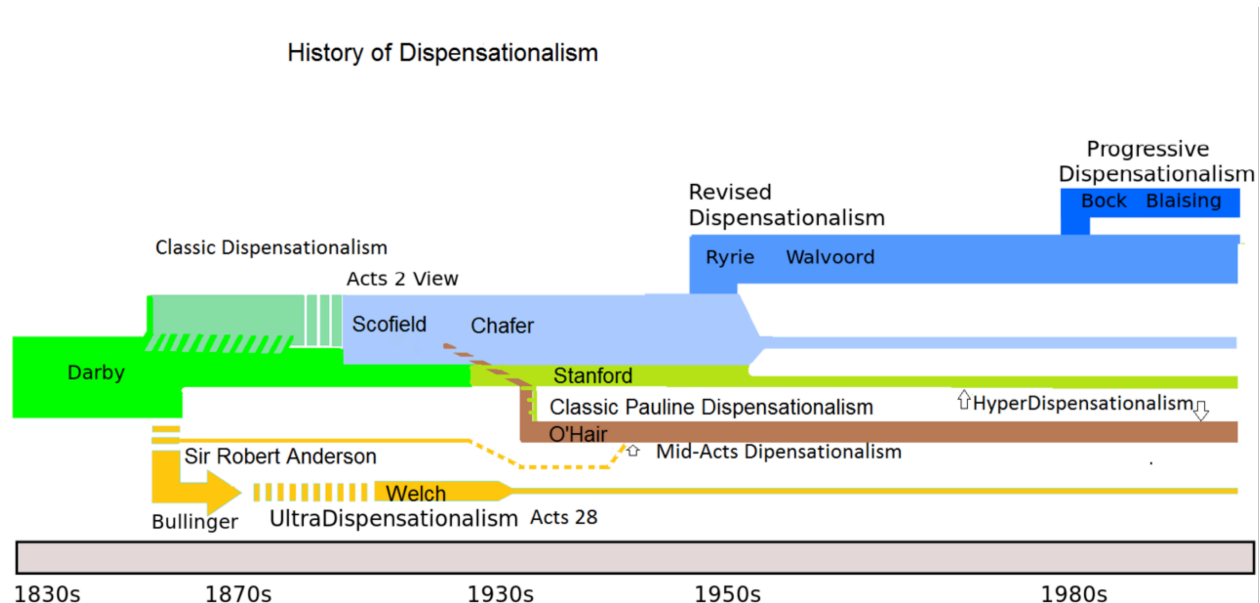 History of Dispensationalism
Progressive
Dispensationalism
Bock Blaising
Revised
Dispensationalism
Classic Dispensationalism
Ryrie Walvoord
Acts 2 View
Scofield Chafer
Darby
Stanford
Classic Pauline Dispensationalism
HyperDispensationalism
O'Hair
Sir Robert Anderson
Mid-Acts Dipensationalism
Welch
Bullinger
UltraDispensationalism Acts 28
1830s 1870s 1930s 1950s 1980s